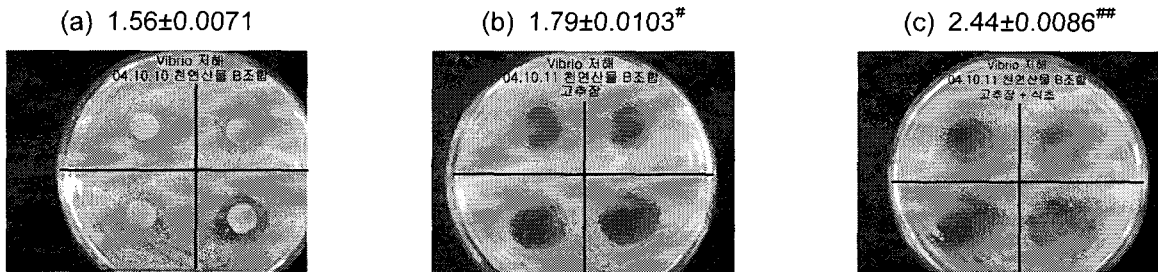 (a) 1.56±0.0071
(b) 1.79±0.0103#
(c) 2.44±0.0086##
Vibrio 저해
04.10.10 천연산물 B조합
Vibrio 저해
04.10.11 천연산물 B조합
고추장
Vibrio 저해
04.10.11 천연산물 B조합
고추장 + 식초